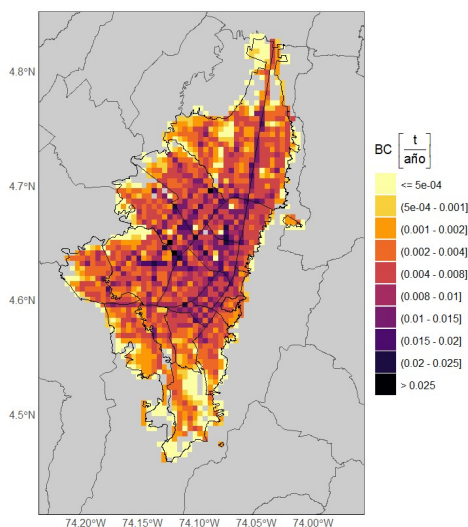 4.8°N
4.7°N
4.6°N
4.5°N
74.20°W 74.15°W 74.10°W 74.05°W 74.00°W
BC [t/año]
<= 5e-04
(5e-04 - 0.001]
(0.001 - 0.002]
(0.002 - 0.004]
(0.004 - 0.008]
(0.008 - 0.01]
(0.01 - 0.015]
(0.015 - 0.02]
(0.02 - 0.025]
> 0.025